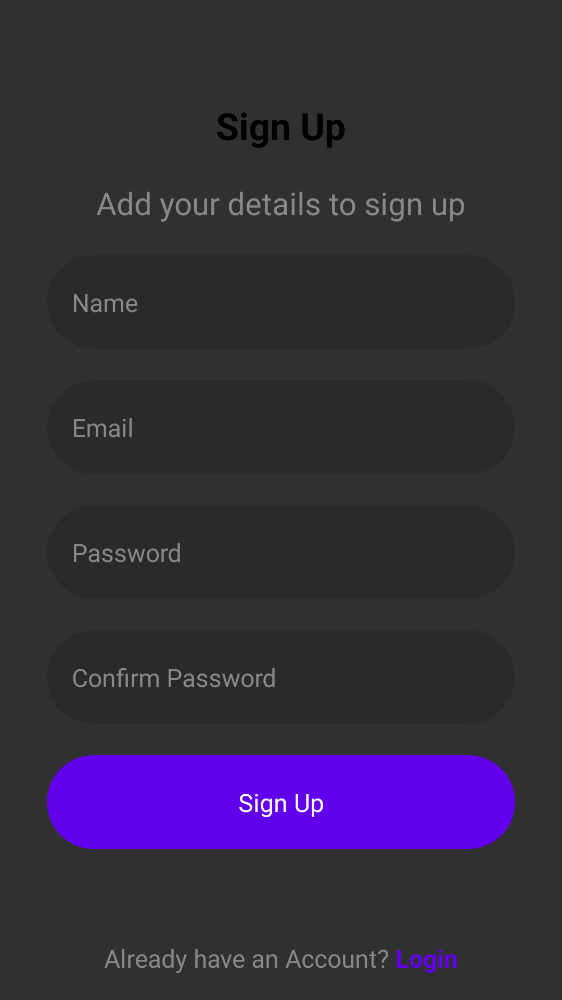 Sign Up
Add your details to sign up
Name
Email
Password
Confirm Password
Sign Up
Already have an Account? Login